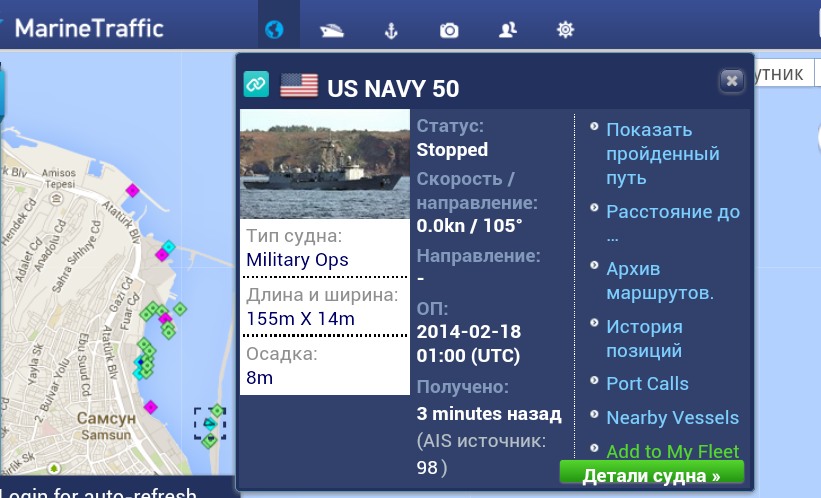 MarineTraffic
US NAVY 50
утник
Статус:
Stopped
Скорость /
направление:
0.0kn / 105°
Направление:
-
ОП:
2014-02-18
01:00 (UTC)
Получено:
3 minutes назад
(AIS источник:
98 )
Тип судна:
Military Ops
Длина и ширина:
155m X 14m
Осадка:
8m
Показать
пройденный
путь
Расстояние до
...
Архив
маршрутов.
История
позиций
Port Calls
Nearby Vessels
Add to My Fleet
Детали судна »
Blv
Amisos
Tepesi
Atatürk Blv
Hendek Cd
Adalet Cd
Anadolu Cd
Sahra Sıhhiye Cd
Gazi Cd
Fuar Cd
Atatürk Blv
Ebu Suud Cd
Yayla Sk
2. Bulvar Yolu
Самсун
Samsun
Login for auto-refresh